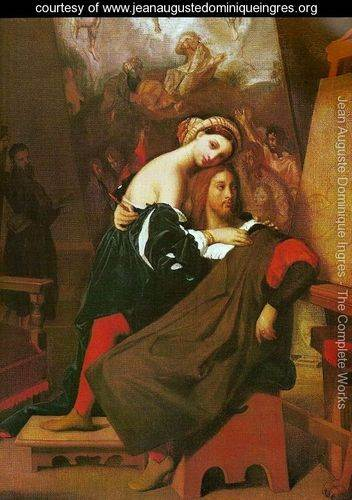 courtesy of www.jeanaugustedominiqueingres.org
Jean Auguste Dominique Ingres - The Complete Works